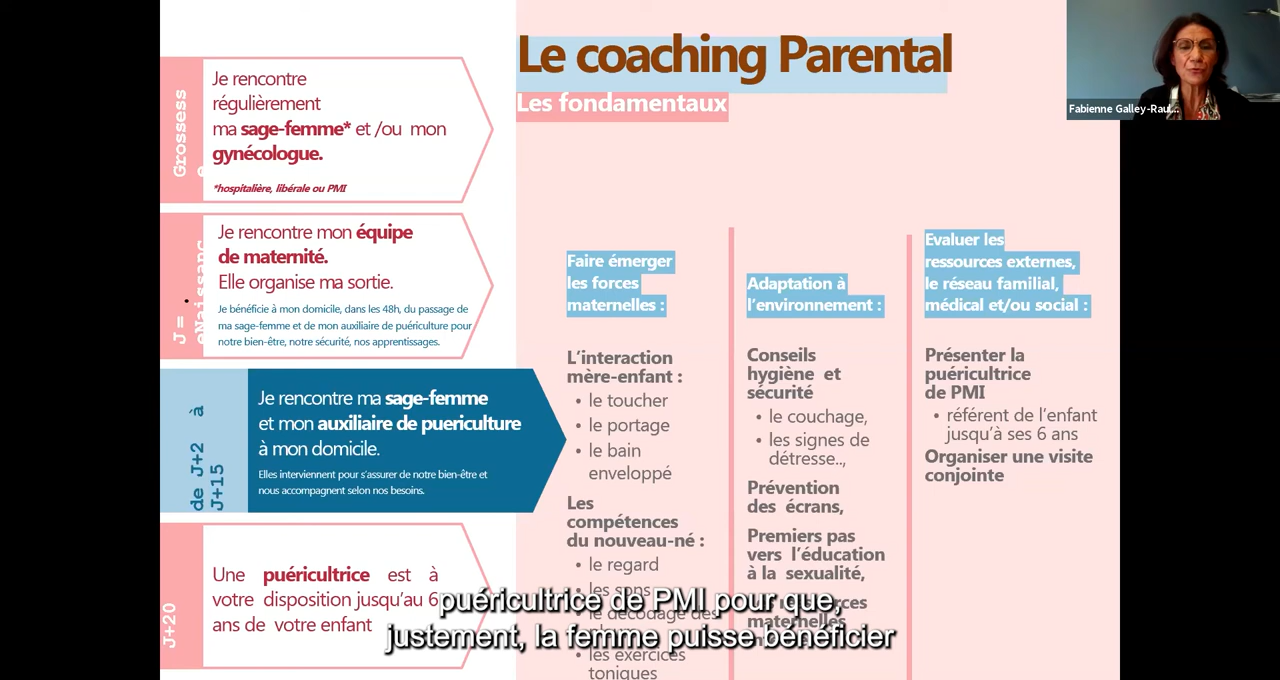 Le coaching Parental
Les fondamentaux
Fabienne Galley-Raul...
Grossess
e
Je rencontre
régulièrement
ma sage-femme* et /ou mon
gynécologue.
*hospitalière, libérale ou PMI
J =
Naissanc
e
Je rencontre mon équipe
de maternité.
Elle organise ma sortie.
Je bénéficie à mon domicile, dans les 48h, du passage de
ma sage-femme et de mon auxiliaire de puériculture pour
notre bien-être, notre sécurité, nos apprentissages.
de J+2 à
J+15
Je rencontre ma sage-femme
et mon auxiliaire de puericulture
à mon domicile.
Elles interviennent pour s'assurer de notre bien-être et
nous accompagnent selon nos besoins.
J+20
Une puéricultrice est à
votre disposition jusqu'au 6
ans de votre enfant
Faire émerger
les forces
maternelles :
L'interaction
mère-enfant :
• le toucher
• le portage
• le bain
enveloppé
Les
compétences
du nouveau-né :
• le regard
• les sons
• le décodage des
• les exercices
toniques
Adaptation à
l'environnement :
Conseils
hygiène et
sécurité
• le couchage,
• les signes de
détresse..,
Prévention
des écrans,
Premiers pas
vers l'éducation
à la sexualité,
maternelles
Evaluer les
ressources externes,
le réseau familial,
médical et/ou social :
Présenter la
puéricultrice
de PMI
• référent de l'enfant
jusqu'à ses 6 ans
Organiser une visite
conjointe
puéricultrice de PMI pour que,
justement, la femme puisse bénéficier